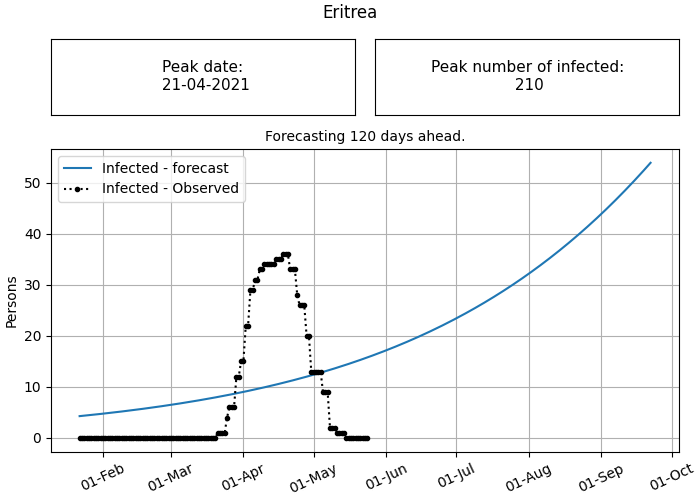 Eritrea
Peak date:
21-04-2021
Peak number of infected:
210
Forecasting 120 days ahead.
Infected - forecast
Infected - Observed
Persons
50
40
30
20
10
0
01-Feb
01-Mar
01-Apr
01-May
01-Jun
01-Jul
01-Aug
01-Sep
01-Oct